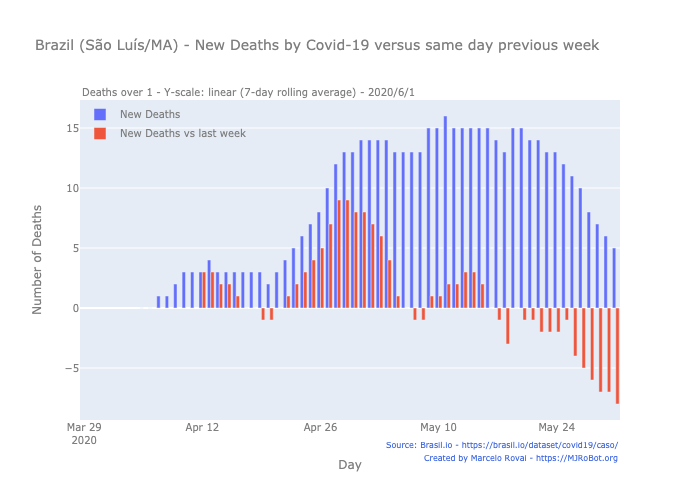 Brazil (São Luís/MA) - New Deaths by Covid-19 versus same day previous week
Deaths over 1 - Y-scale: linear (7-day rolling average) - 2020/6/1
New Deaths
New Deaths vs last week
Number of Deaths
15
10
5
0
−5
Mar 29
2020
Apr 12
Apr 26
May 10
May 24
Source: Brasil.io - https://brasil.io/dataset/covid19/caso/
Created by Marcelo Rovai - https://MJRoBot.org
Day